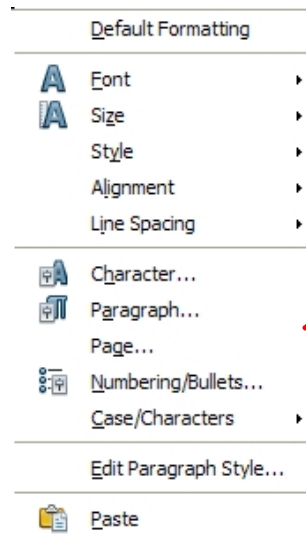 Default Formatting
Font
Size
Style
Alignment
Line Spacing
Character...
Paragraph...
Page...
Numbering/Bullets...
Case/Characters
Edit Paragraph Style...
Paste